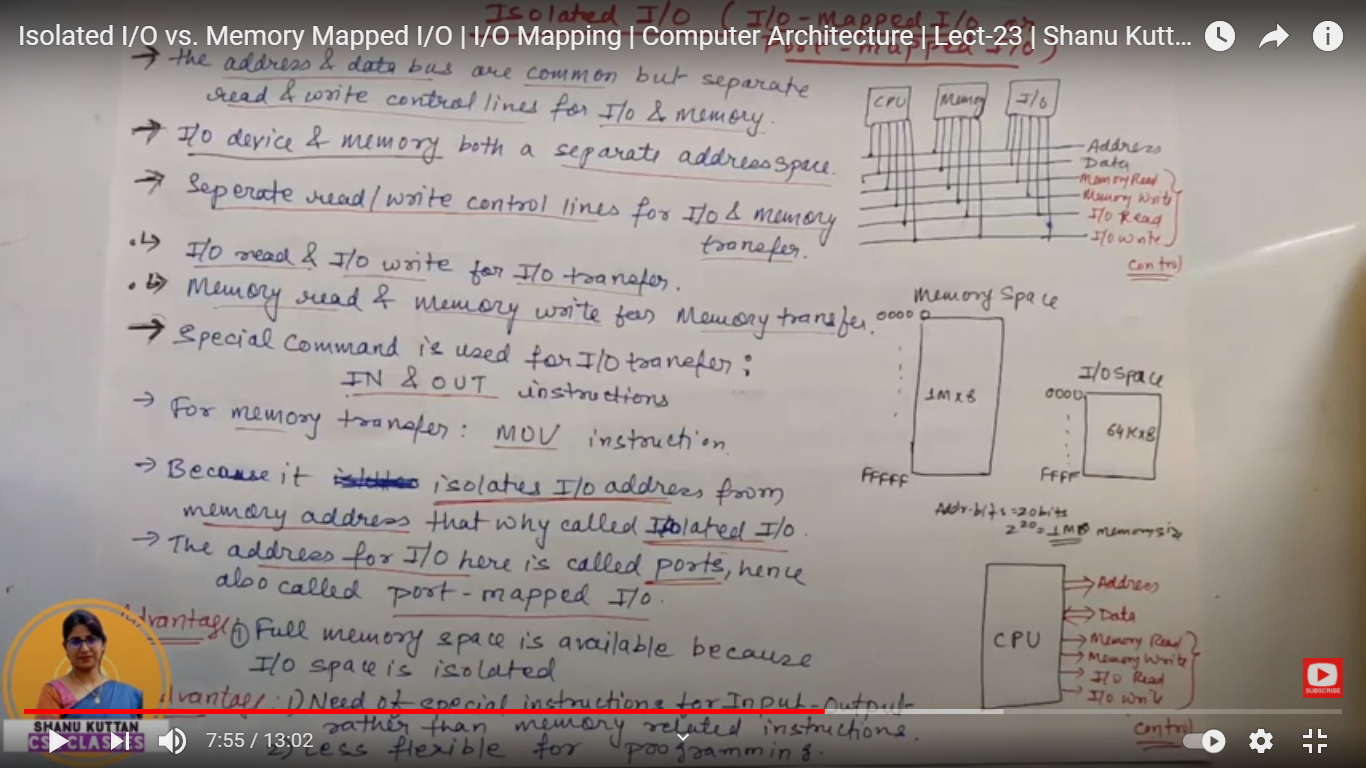 Isolated I/O (I/O-mapped I/O or
Isolated I/O vs. Memory Mapped I/O | I/O Mapping | Computer Architecture | Lect-23 | Shanu Kutt...
Port-mapped I/O)
→ the address & data bus are common but separate
read & write control lines for I/O & memory.
→ I/O device & memory both a separate address space.
→ Seperate read/write control lines for I/O & memory
transfer.
I/O read & I/O write for I/O transfer.
Memory read & memory write for Memory transfer.
→ Special Command is used for I/O transfer:
IN & OUT instructions
→ For memory transfer: MOV instruction.
→ Because it isolates I/O address from
memory address that why called Isolated I/O.
→ The address for I/O here is called ports, hence
also called port-mapped I/O.
Advantage: ① Full memory space is available because
I/O space is isolated
dvantage: 1) Need of special instructions for Input-Output
rather than memory related instructions.
2) Less flexible for programming.
CPU
Memory
I/O
Address
Data
Memory Read
Memory Write
I/O Read
I/O Write
Control
Memory Space
00000
1M x 8
FFFFF
I/O Space
0000
64K x 8
FFFF
Addr. bits = 20 bits
2^20 = 1MB memory siz
CPU
Address
Data
Memory Read
Memory Write
I/O Read
I/O Write
Control
SHANU KUTTAN
CSE CLASSES
SUBSCRIBE
7:55 / 13:02